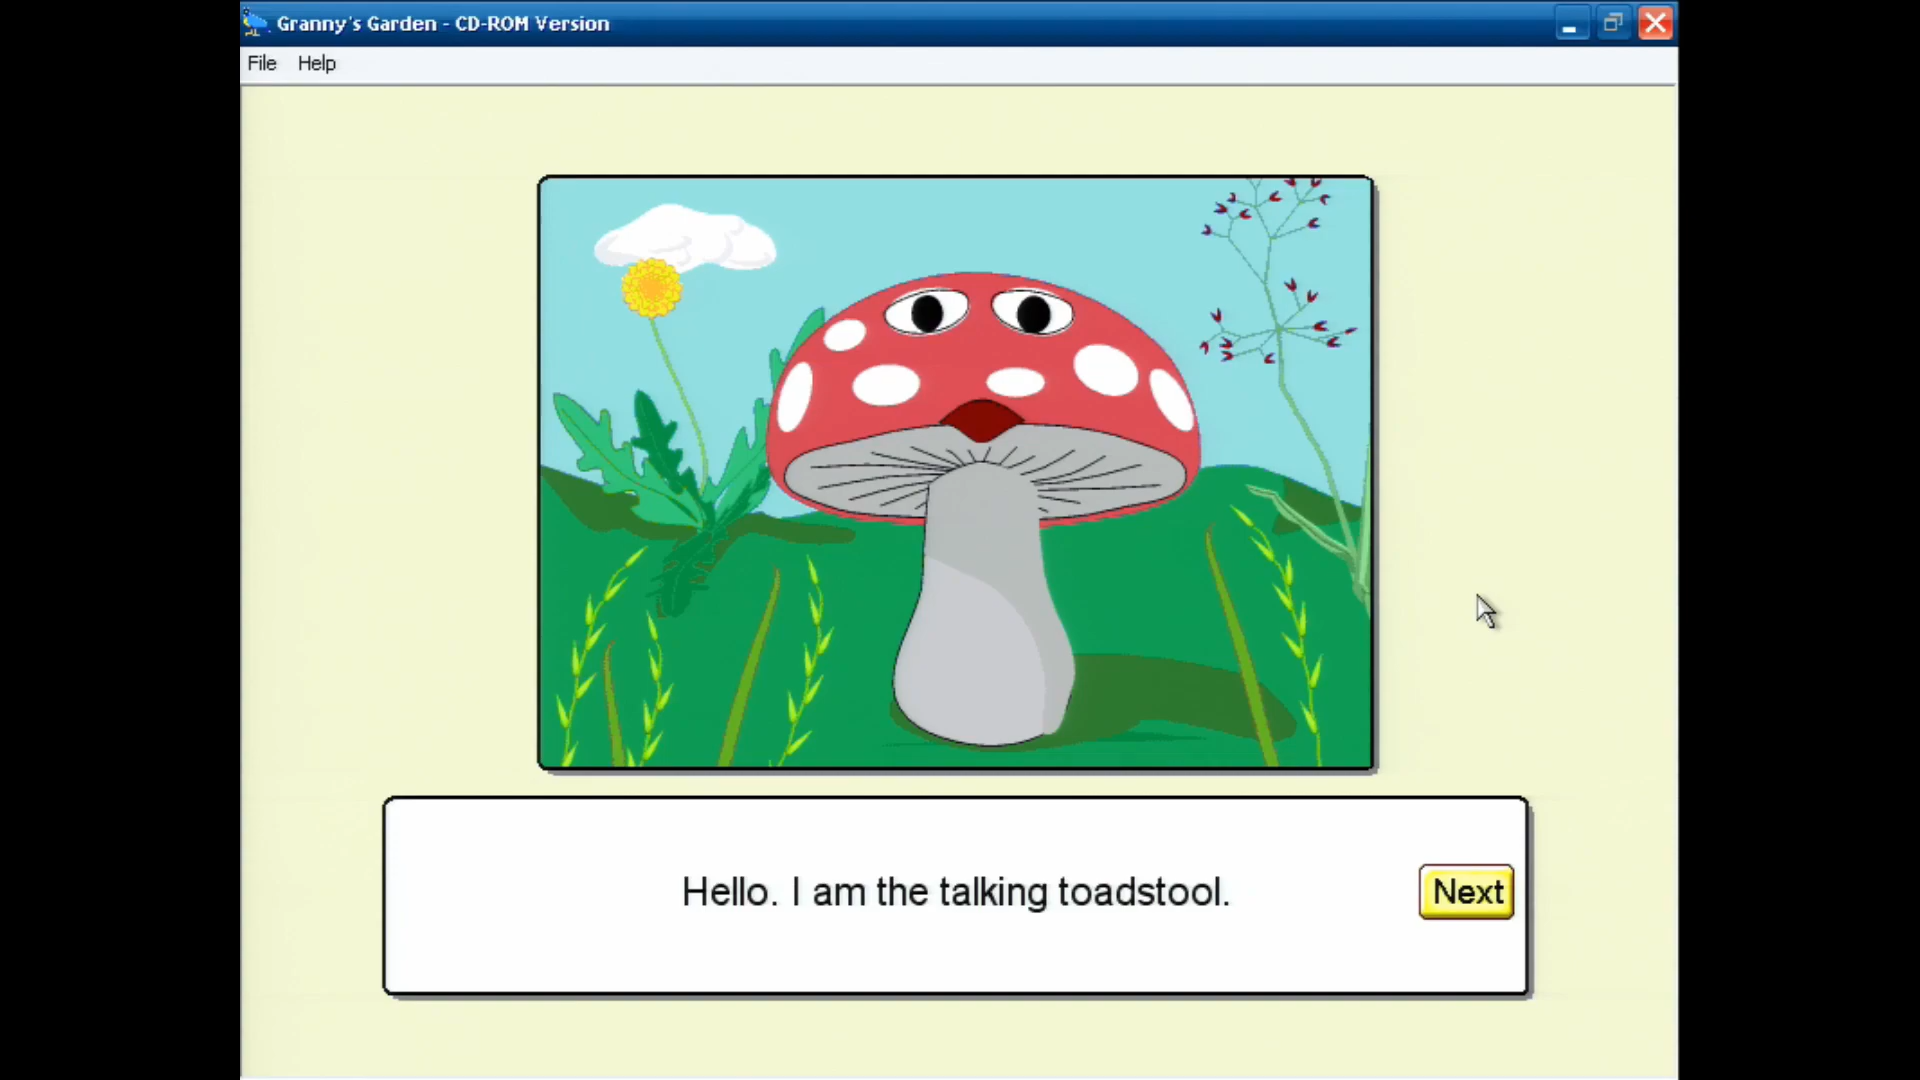 Granny's Garden - CD-ROM Version
File Help
Hello. I am the talking toadstool.
Next